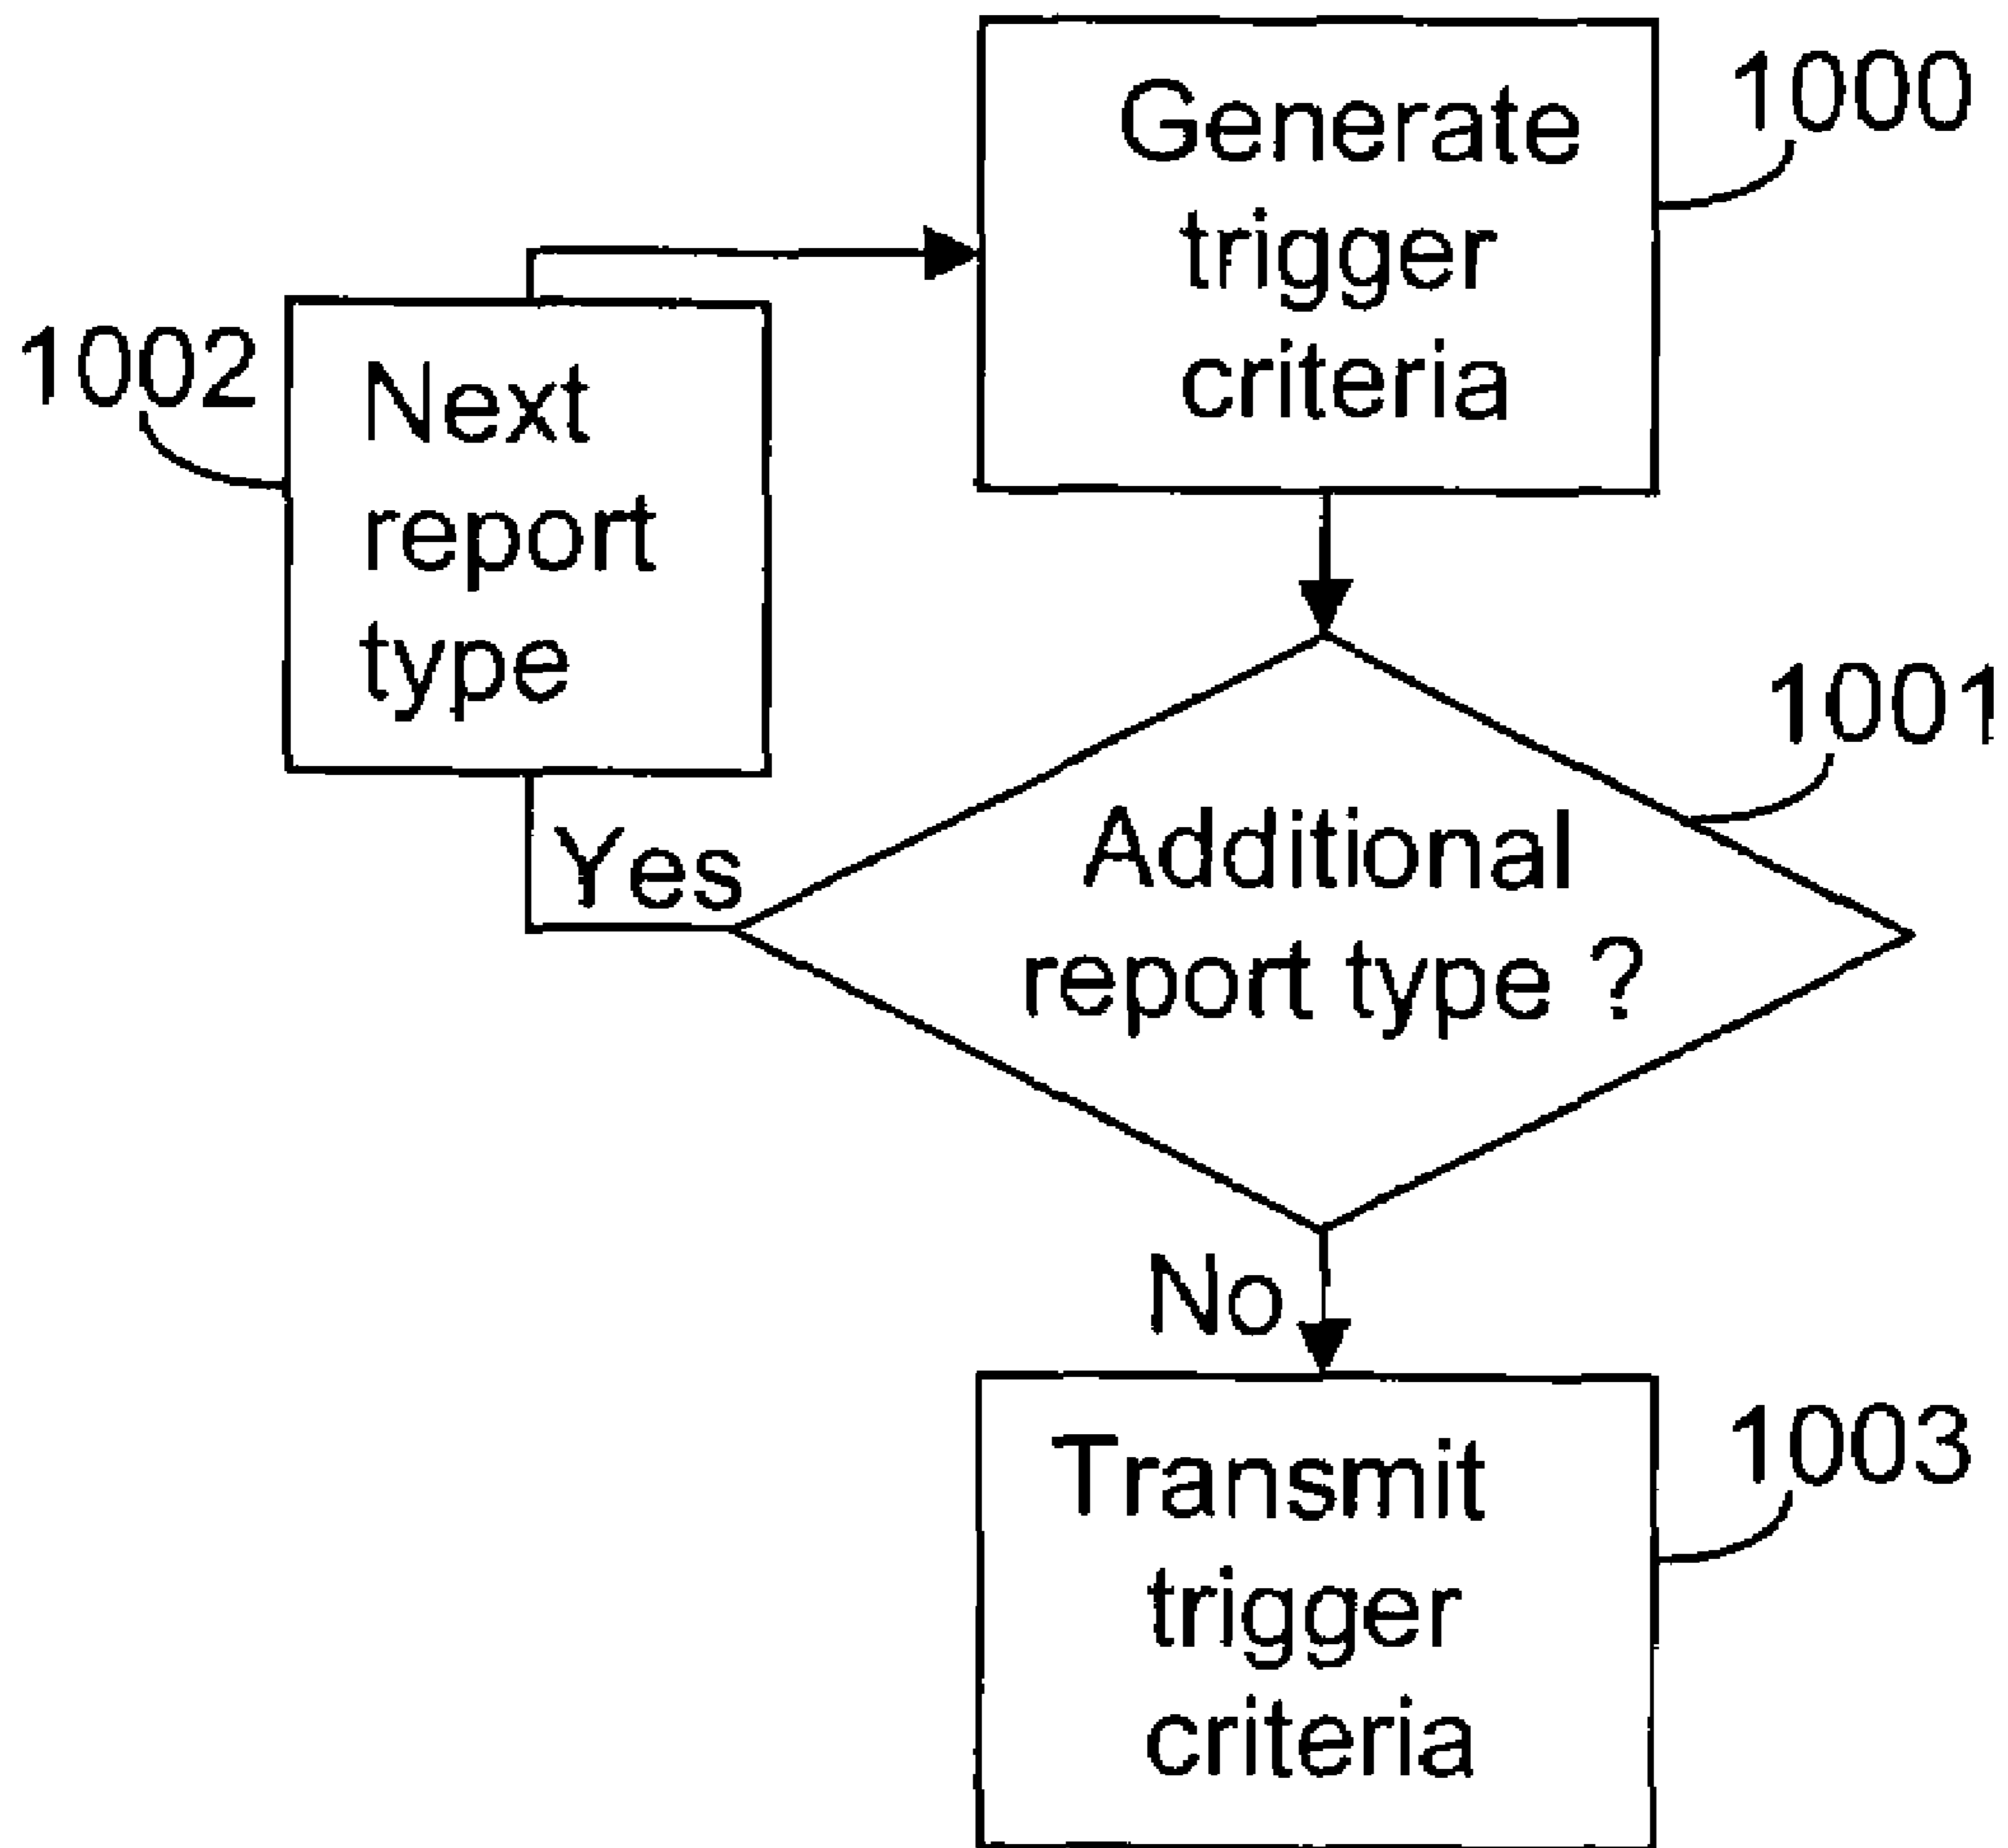 Generate
trigger
criteria
1000
1002
Next
report
type
1001
Additional
report type ?
Yes
No
Transmit
trigger
criteria
1003